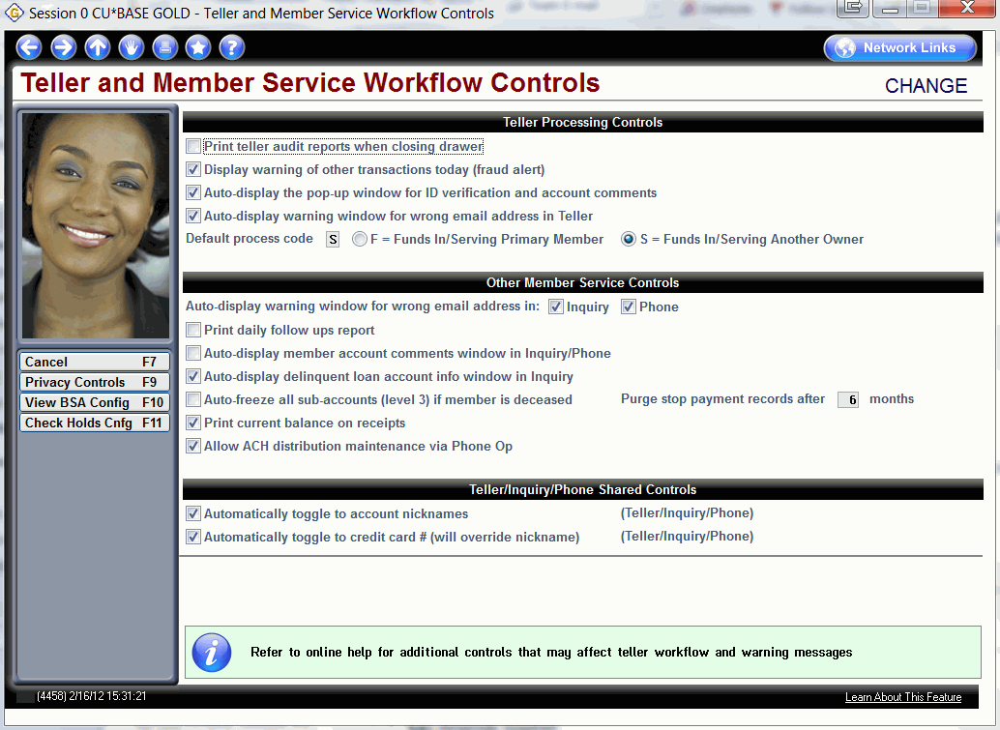 Session 0 CU*BASE GOLD - Teller and Member Service Workflow Controls
Network Links
Teller and Member Service Workflow Controls
CHANGE
Teller Processing Controls
Print teller audit reports when closing drawer
Display warning of other transactions today (fraud alert)
Auto-display the pop-up window for ID verification and account comments
Auto-display warning window for wrong email address in Teller
Default process code S F = Funds In/Serving Primary Member S = Funds In/Serving Another Owner
Other Member Service Controls
Auto-display warning window for wrong email address in: Inquiry Phone
Print daily follow ups report
Auto-display member account comments window in Inquiry/Phone
Auto-display delinquent loan account info window in Inquiry
Auto-freeze all sub-accounts (level 3) if member is deceased Purge stop payment records after 6 months
Print current balance on receipts
Allow ACH distribution maintenance via Phone Op
Teller/Inquiry/Phone Shared Controls
Automatically toggle to account nicknames (Teller/Inquiry/Phone)
Automatically toggle to credit card # (will override nickname) (Teller/Inquiry/Phone)
Cancel F7
Privacy Controls F9
View BSA Config F10
Check Holds Cnfg F11
Refer to online help for additional controls that may affect teller workflow and warning messages
(4458) 2/16/12 15:31:21
Learn About This Feature